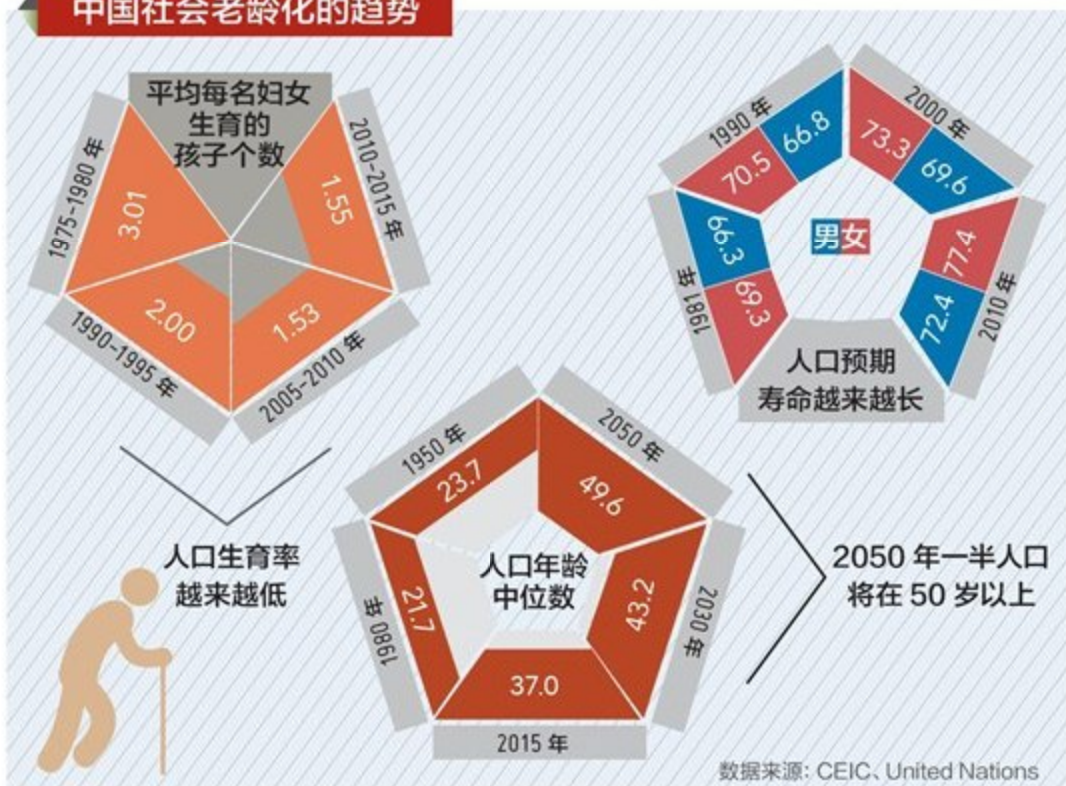 中国社会老龄化的趋势
平均每名妇女
生育的
孩子个数
1975-1980 年
3.01
1990-1995 年
2.00
2005-2010 年
1.53
2010-2015 年
1.55
人口生育率
越来越低
1981 年
66.3
69.3
1990 年
70.5
66.8
2000 年
73.3
69.6
2010 年
77.4
72.4
男女
人口预期
寿命越来越长
1950 年
23.7
1980 年
21.7
2015 年
37.0
2030 年
43.2
2050 年
49.6
人口年龄
中位数
2050 年一半人口
将在 50 岁以上
数据来源: CEIC、United Nations